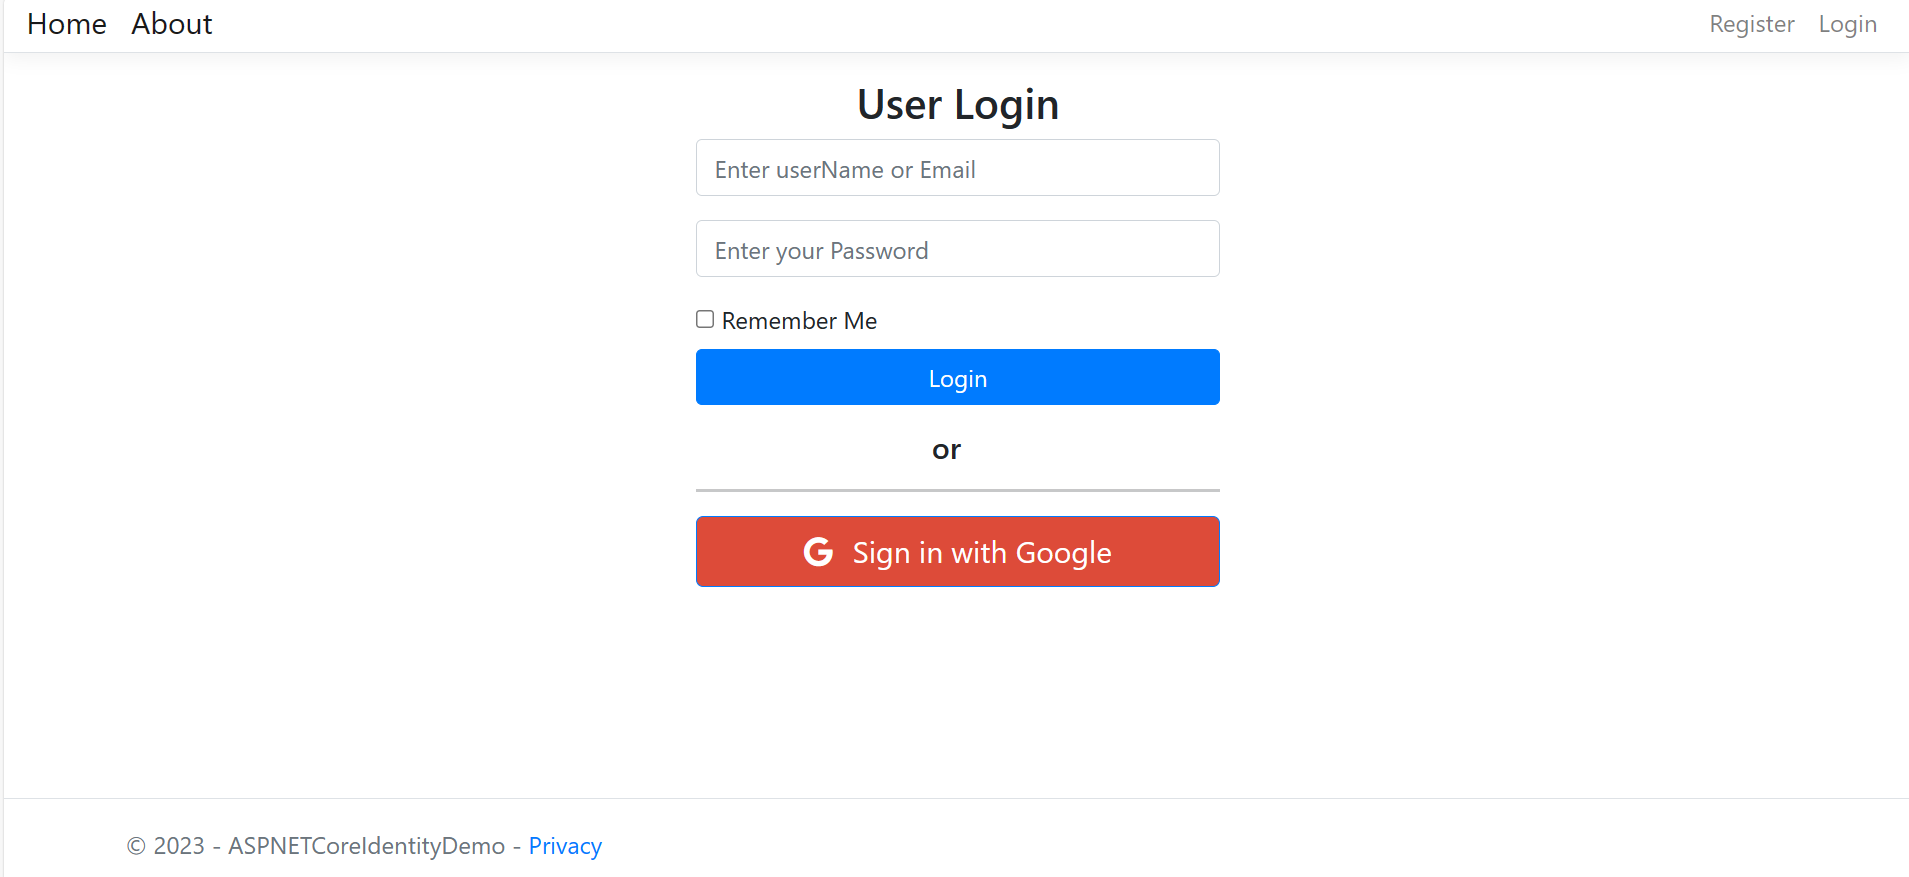 Home About Register Login
User Login
Enter userName or Email
Enter your Password
Remember Me
Login
or
G Sign in with Google
© 2023 - ASPNETCoreIdentityDemo - Privacy